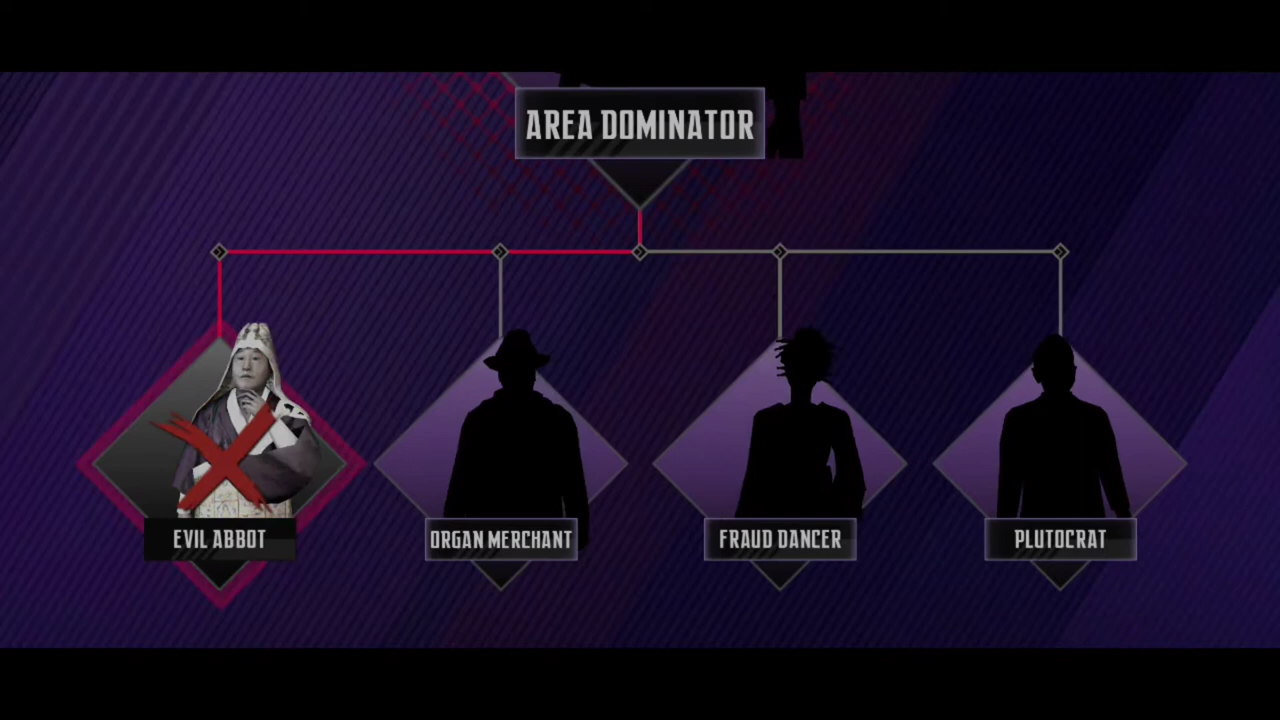 AREA DOMINATOR
EVIL ABBOT
ORGAN MERCHANT
FRAUD DANCER
PLUTOCRAT